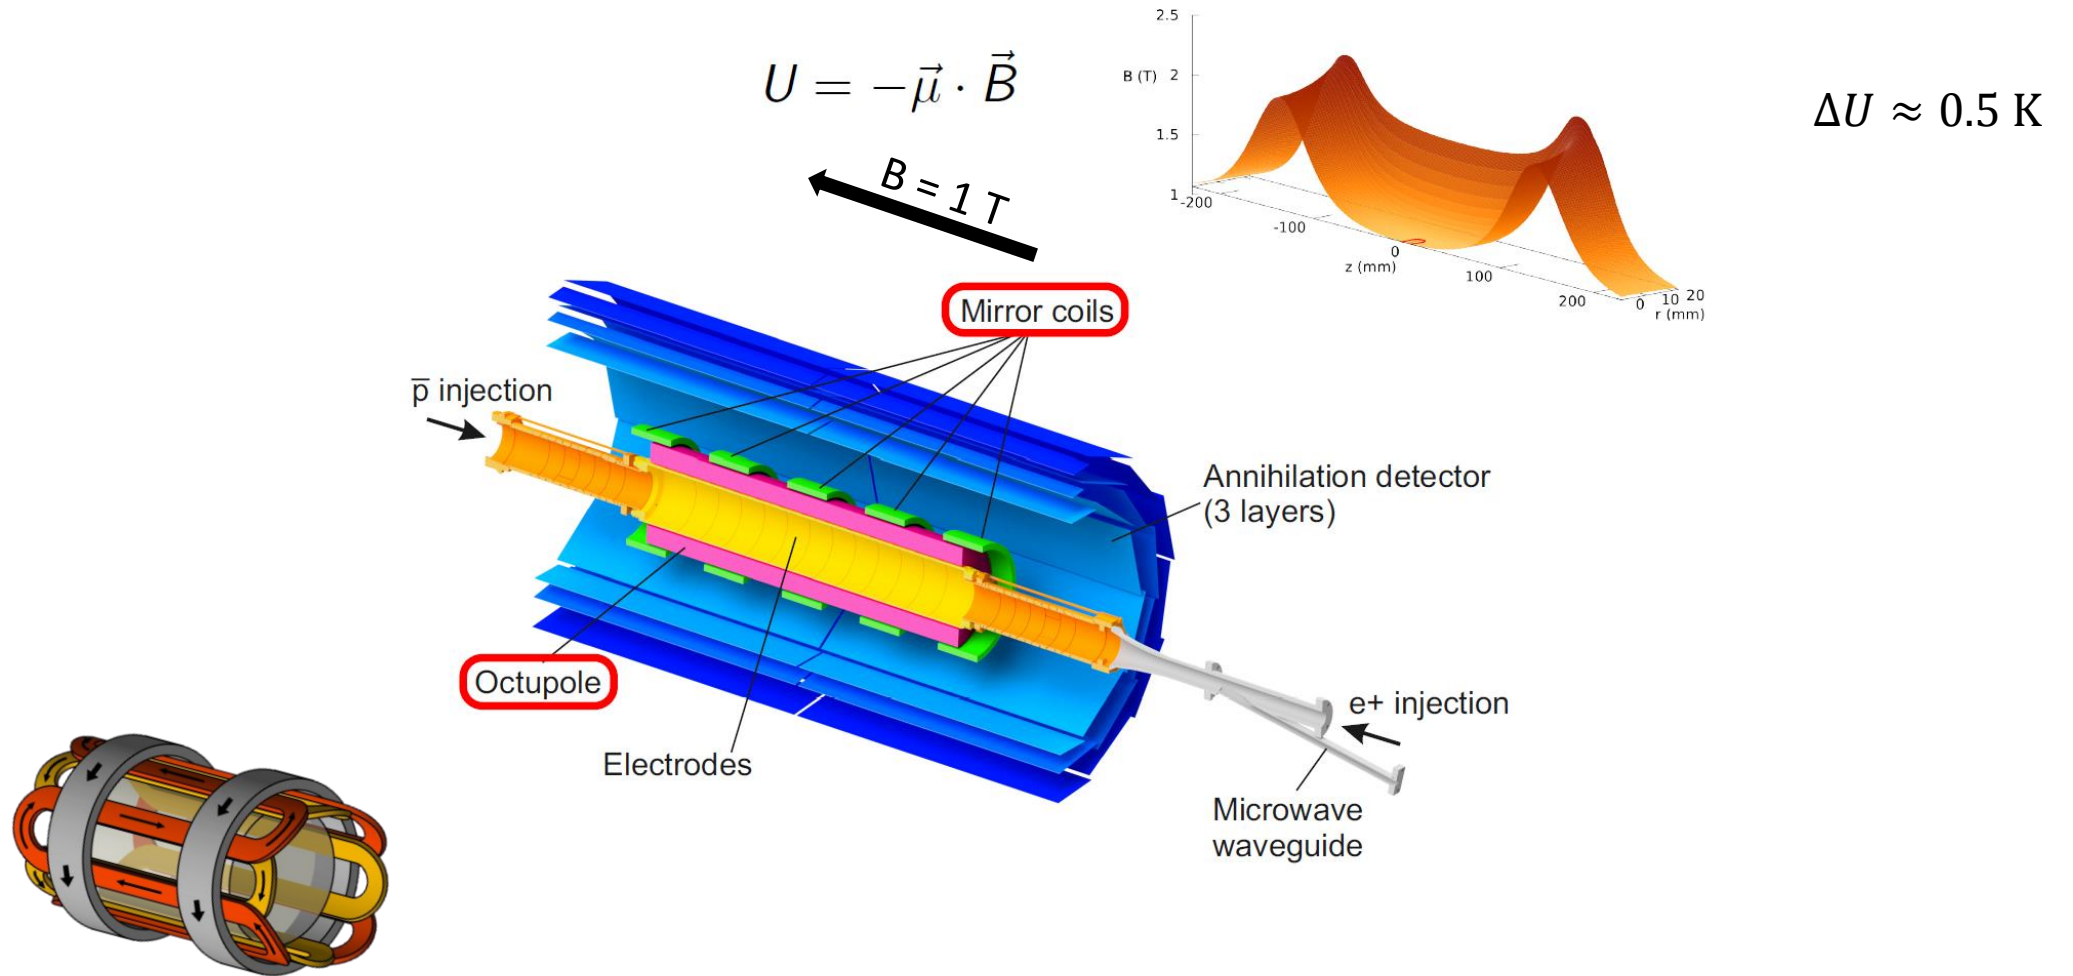 U = −μ⃗ · B⃗
2.5
B (T) 2
1.5
1
-200
-100
0
100
200
z (mm)
0 10 20
r (mm)
ΔU ≈ 0.5 K
B = 1 T
Mirror coils
p̅ injection
Annihilation detector
(3 layers)
Octupole
Electrodes
e+ injection
Microwave
waveguide